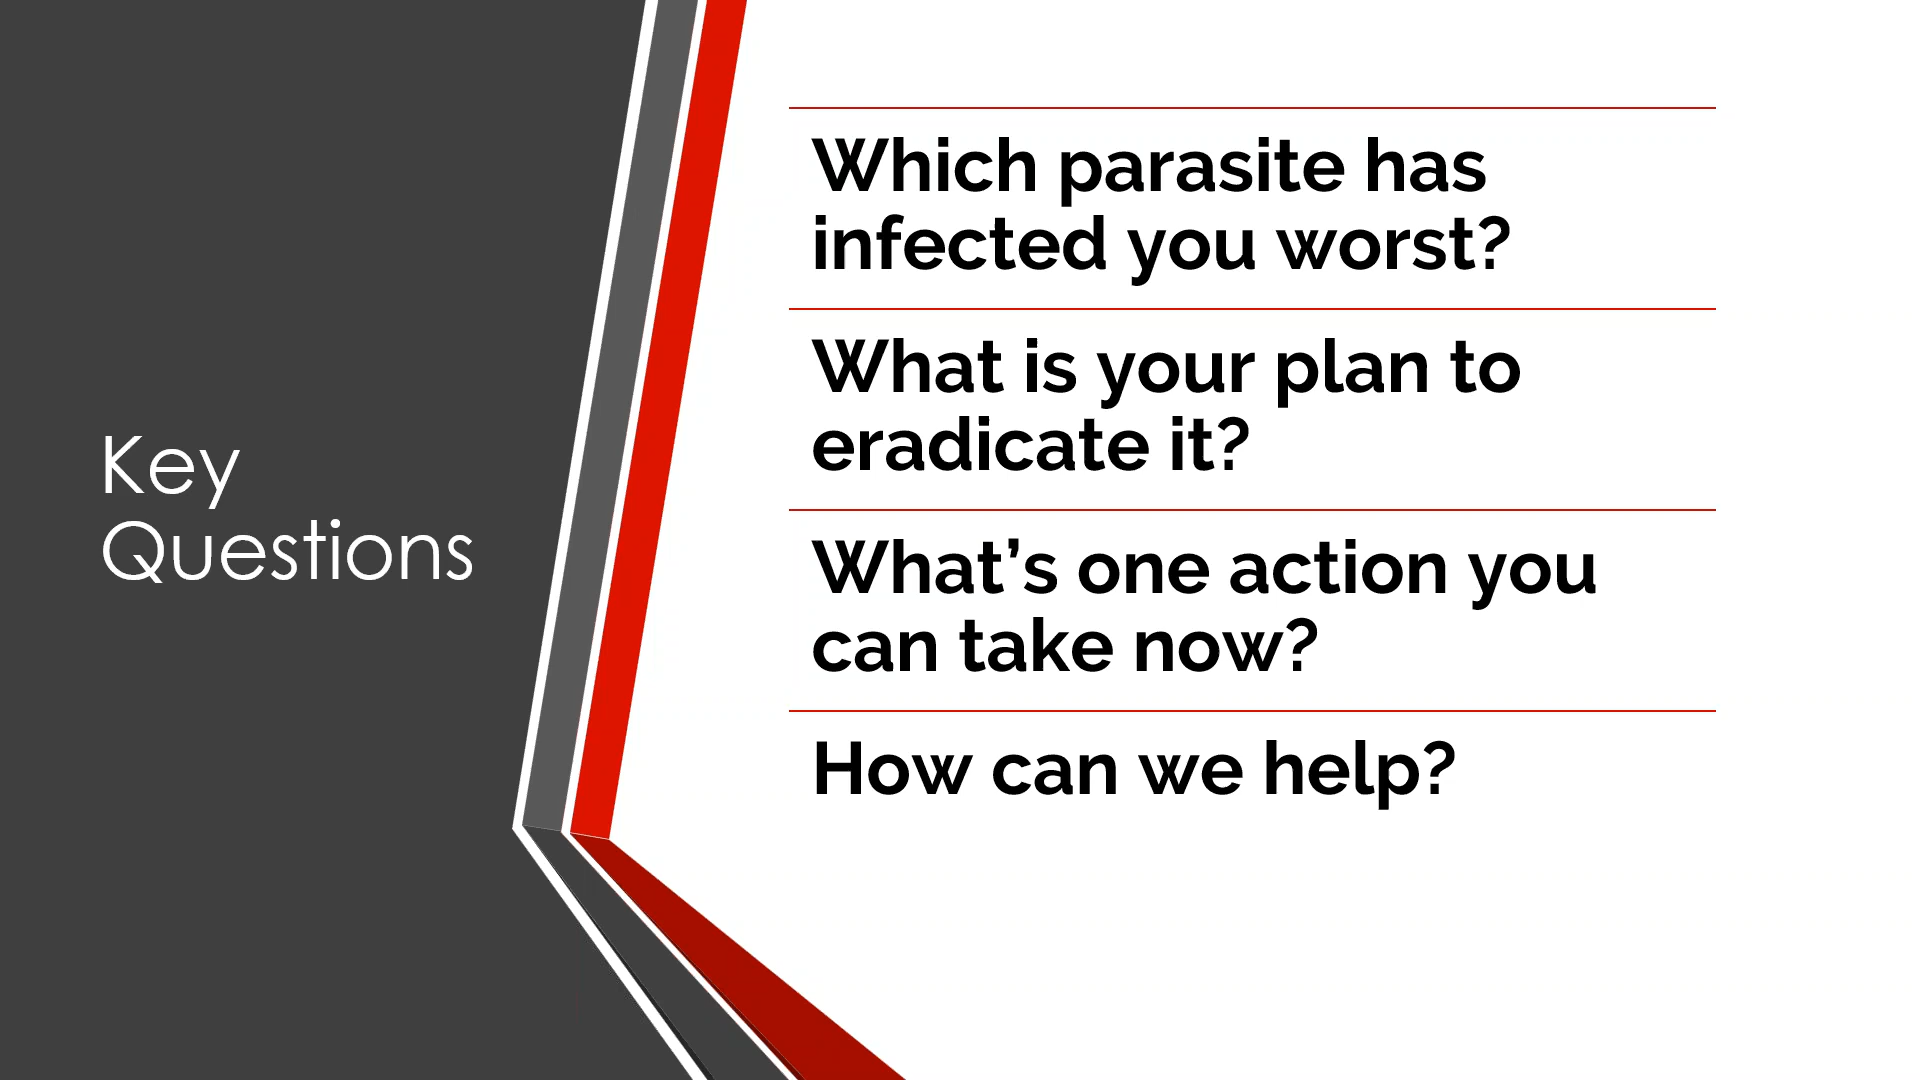 Key
Questions
Which parasite has
infected you worst?
What is your plan to
eradicate it?
What’s one action you
can take now?
How can we help?